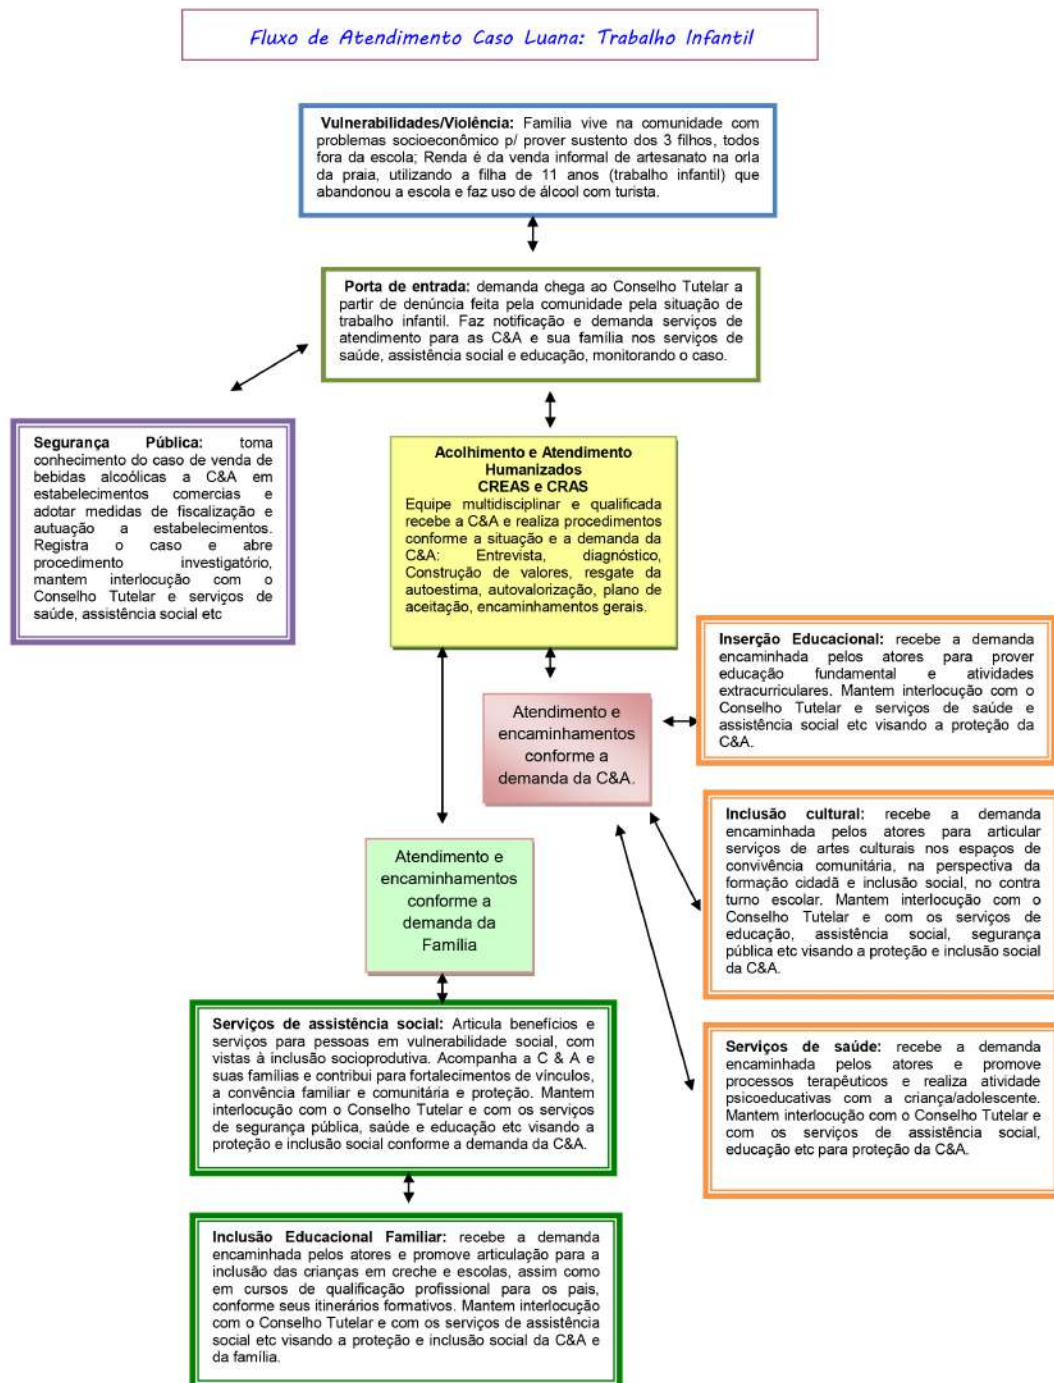 Fluxo de Atendimento Caso Luana: Trabalho Infantil
Vulnerabilidades/Violência: Família vive na comunidade com
problemas socioeconômico p/ prover sustento dos 3 filhos, todos
fora da escola; Renda é da venda informal de artesanato na orla
da praia, utilizando a filha de 11 anos (trabalho infantil) que
abandonou a escola e faz uso de álcool com turista.
Porta de entrada: demanda chega ao Conselho Tutelar a
partir de denúncia feita pela comunidade pela situação de
trabalho infantil. Faz notificação e demanda serviços de
atendimento para as C&A e sua família nos serviços de
saúde, assistência social e educação, monitorando o caso.
Segurança Pública: toma
conhecimento do caso de venda de
bebidas alcoólicas a C&A em
estabelecimentos comercias e
adotar medidas de fiscalização e
autuação a estabelecimentos.
Registra o caso e abre
procedimento investigatório,
mantem interlocução com o
Conselho Tutelar e serviços de
saúde, assistência social etc
Acolhimento e Atendimento
Humanizados
CREAS e CRAS
Equipe multidisciplinar e qualificada
recebe a C&A e realiza procedimentos
conforme a situação e a demanda da
C&A: Entrevista, diagnóstico,
Construção de valores, resgate da
autoestima, autovalorização, plano de
aceitação, encaminhamentos gerais.
Inserção Educacional: recebe a demanda
encaminhada pelos atores para prover
educação fundamental e atividades
extracurriculares. Mantem interlocução com o
Conselho Tutelar e serviços de saúde e
assistência social etc visando a proteção da
C&A.
Atendimento e
encaminhamentos
conforme a
demanda da C&A.
Inclusão cultural: recebe a demanda
encaminhada pelos atores para articular
serviços de artes culturais nos espaços de
convivência comunitária, na perspectiva da
formação cidadã e inclusão social, no contra
turno escolar. Mantem interlocução com o
Conselho Tutelar e com os serviços de
educação, assistência social, segurança
pública etc visando a proteção e inclusão social
da C&A.
Atendimento e
encaminhamentos
conforme a
demanda da
Família
Serviços de assistência social: Articula benefícios e
serviços para pessoas em vulnerabilidade social, com
vistas à inclusão socioprodutiva. Acompanha a C & A e
suas famílias e contribui para fortalecimentos de vínculos,
a convência familiar e comunitária e proteção. Mantem
interlocução com o Conselho Tutelar e com os serviços
de segurança pública, saúde e educação etc visando a
proteção e inclusão social conforme a demanda da C&A.
Serviços de saúde: recebe a demanda
encaminhada pelos atores e promove
processos terapêuticos e realiza atividade
psicoeducativas com a criança/adolescente.
Mantem interlocução com o Conselho Tutelar e
com os serviços de assistência social,
educação etc para proteção da C&A.
Inclusão Educacional Familiar: recebe a demanda
encaminhada pelos atores e promove articulação para a
inclusão das crianças em creche e escolas, assim como
em cursos de qualificação profissional para os pais,
conforme seus itinerários formativos. Mantem interlocução
com o Conselho Tutelar e com os serviços de assistência
social etc visando a proteção e inclusão social da C&A e
da família.